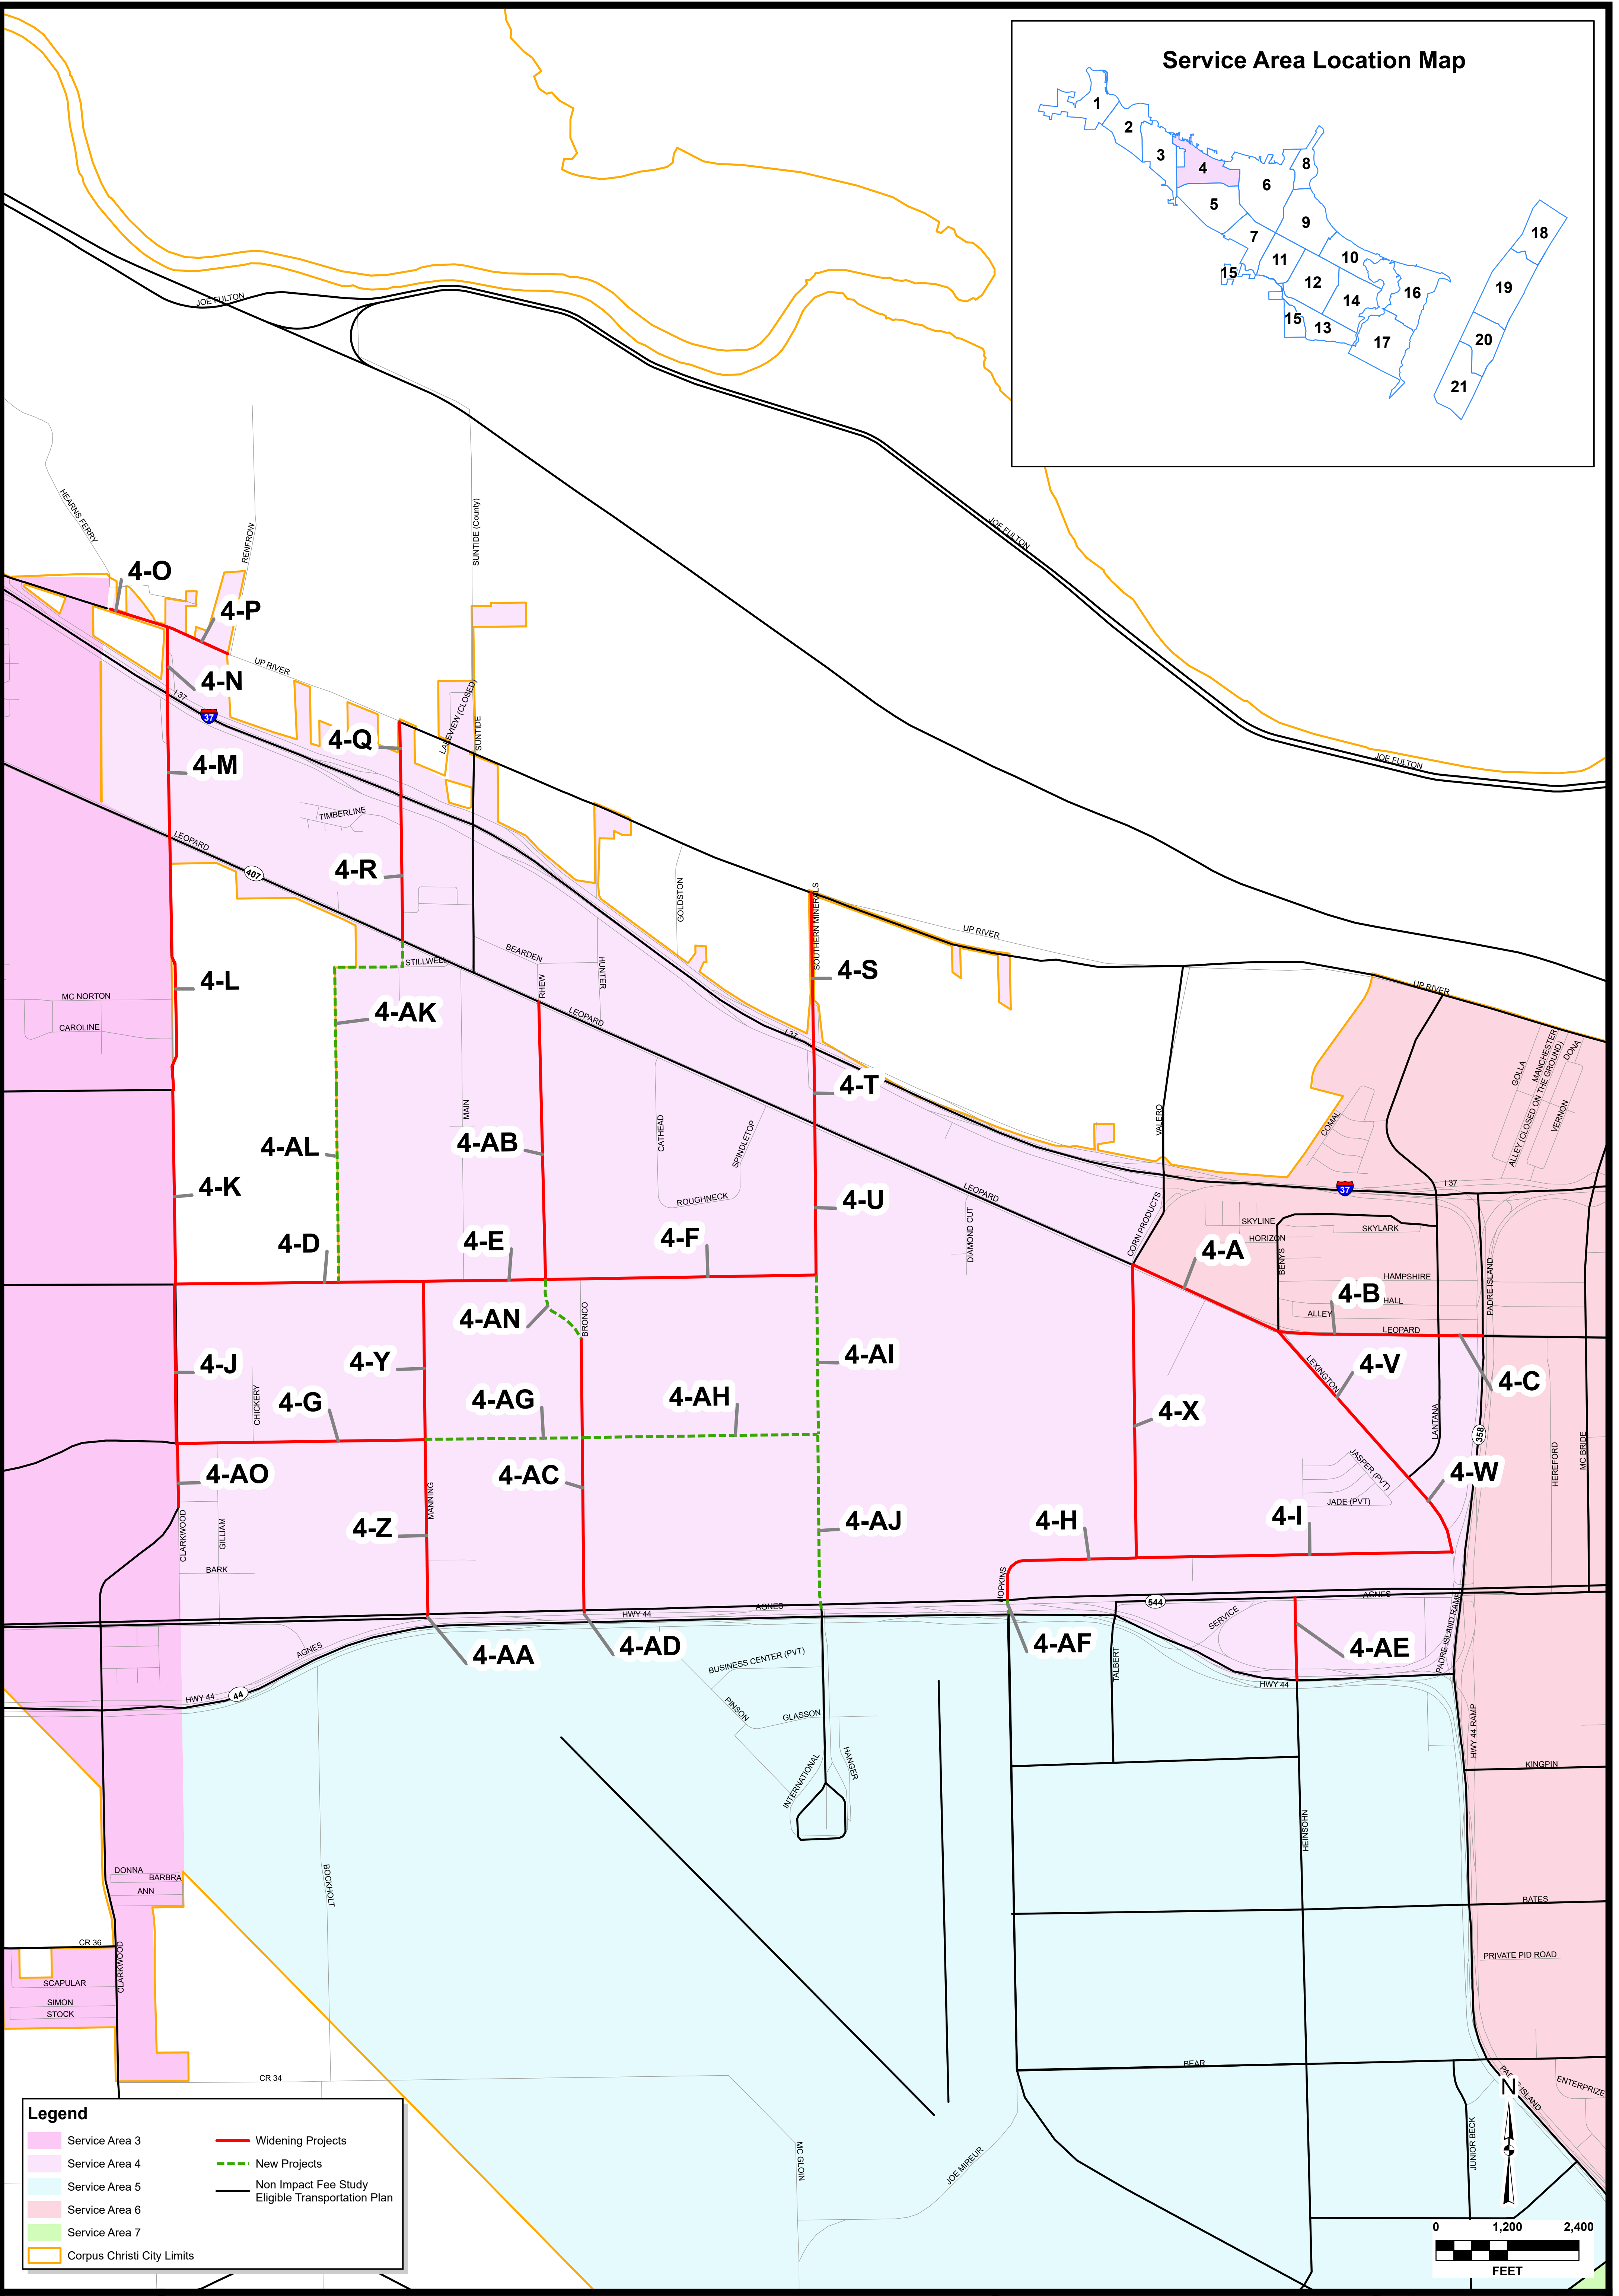 Service Area Location Map
1
2
3
4
5
6
7
8
9
10
11
12
13
14
15
15
16
17
18
19
20
21
JOE FULTON
JOE FULTON
JOE FULTON
HEARNS FERRY
RENFROW
SUNTIDE (County)
4-O
4-P
UP RIVER
4-N
I 37
37
LAKEVIEW (CLOSED)
SUNTIDE
4-Q
4-M
TIMBERLINE
LEOPARD
407
4-R
GOLDSTON
SOUTHERN MINERALS
UP RIVER
STILLWELL
BEARDEN
RHEW
HUNTER
4-S
4-L
UP RIVER
MC NORTON
4-AK
LEOPARD
CAROLINE
I 37
GOLLA
MANCHESTER
DONA
ALLEY (CLOSED ON THE GROUND)
VERNON
4-T
MAIN
CATHEAD
SPINDLETOP
VALERO
COMAL
4-AL
4-AB
4-K
ROUGHNECK
4-U
LEOPARD
I 37
37
4-D
4-E
4-F
DIAMOND CUT
CORN PRODUCTS
SKYLINE
SKYLARK
HORIZON
BENYS
4-A
HAMPSHIRE
PADRE ISLAND
4-B
HALL
ALLEY
LEOPARD
4-AN
BRONCO
4-J
4-Y
4-AI
LEXINGTON
4-V
4-C
CHICKERY
4-G
4-AG
4-AH
4-X
LANTANA
358
HEREFORD
MC BRIDE
4-AO
4-AC
JASPER (PVT)
4-W
MANNING
JADE (PVT)
CLARKWOOD
GILLIAM
4-Z
4-AJ
4-H
4-I
BARK
HOPKINS
AGNES
HWY 44
AGNES
544
SERVICE
AGNES
4-AA
4-AD
4-AF
4-AE
PADRE ISLAND RAMP
BUSINESS CENTER (PVT)
TALBERT
HWY 44
44
HWY 44
PINSON
GLASSON
HWY 44 RAMP
INTERNATIONAL
HANGER
KINGPIN
HEINSOHN
DONNA
BARBRA
ANN
BOCKHOLT
BATES
CR 36
CLARKWOOD
PRIVATE PID ROAD
SCAPULAR
SIMON
STOCK
BEAR
CR 34
ENTERPRIZE
JUNIOR BECK
MC GLOIN
JOE MIREUR
N
Legend
Service Area 3
Service Area 4
Service Area 5
Service Area 6
Service Area 7
Corpus Christi City Limits
Widening Projects
New Projects
Non Impact Fee Study
Eligible Transportation Plan
0 1,200 2,400
FEET